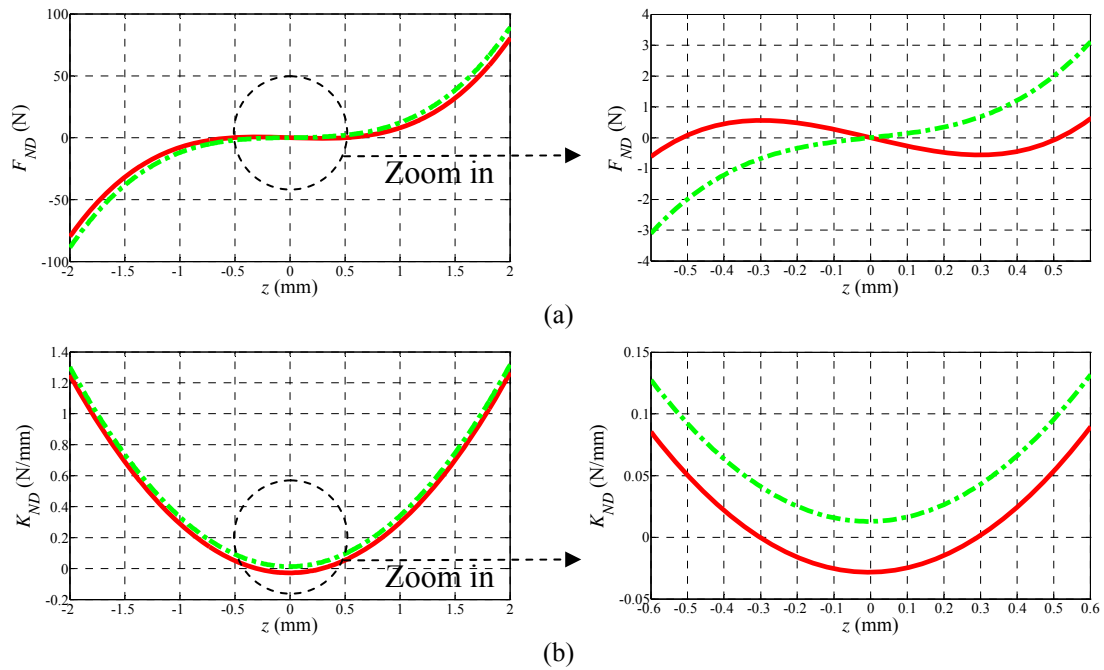 100
50
0
-50
-100
-2 -1.5 -1 -0.5 0 0.5 1 1.5 2
F_ND (N)
z (mm)
Zoom in
4
3
2
1
0
-1
-2
-3
-4
-0.5 -0.4 -0.3 -0.2 -0.1 0 0.1 0.2 0.3 0.4 0.5
F_ND (N)
z (mm)
(a)
1.4
1.2
1
0.8
0.6
0.4
0.2
0
-0.2
-2 -1.5 -1 -0.5 0 0.5 1 1.5 2
K_ND (N/mm)
z (mm)
Zoom in
0.15
0.1
0.05
0
-0.05
-0.6 -0.5 -0.4 -0.3 -0.2 -0.1 0 0.1 0.2 0.3 0.4 0.5 0.6
K_ND (N/mm)
z (mm)
(b)